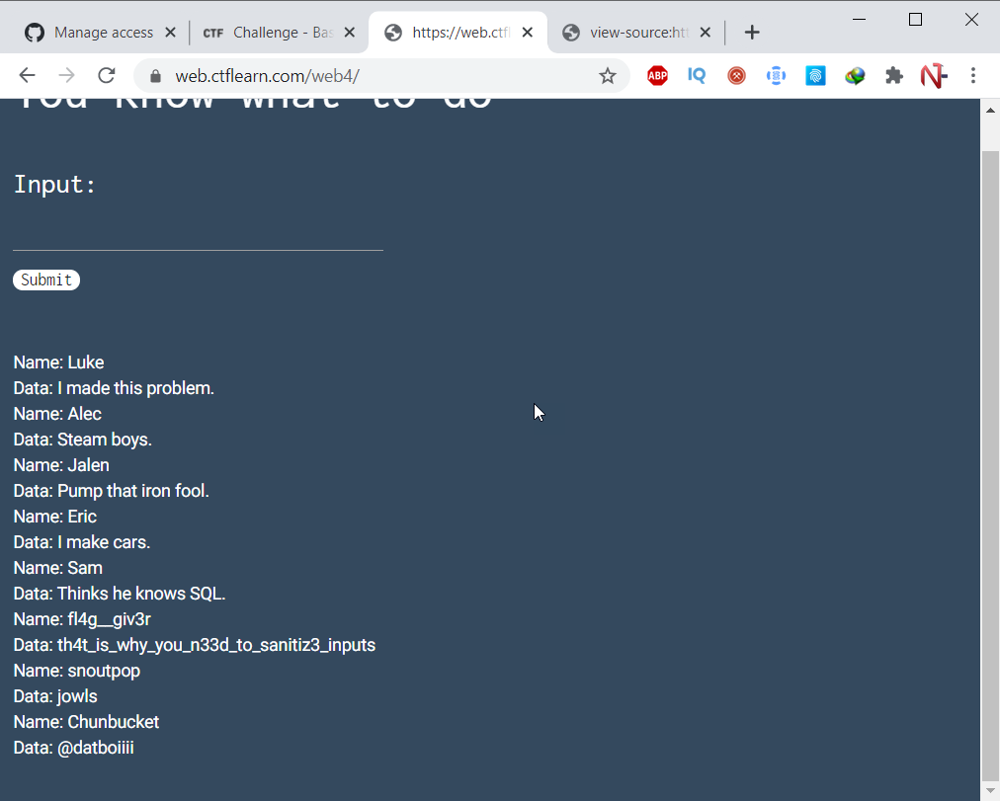 Manage access
CTF Challenge - Bas
https://web.ctfl
view-source:htt
web.ctflearn.com/web4/
ABP
IQ
You know what to do
Input:
Submit
Name: Luke
Data: I made this problem.
Name: Alec
Data: Steam boys.
Name: Jalen
Data: Pump that iron fool.
Name: Eric
Data: I make cars.
Name: Sam
Data: Thinks he knows SQL.
Name: fl4g__giv3r
Data: th4t_is_why_you_n33d_to_sanitiz3_inputs
Name: snoutpop
Data: jowls
Name: Chunbucket
Data: @datboiiii